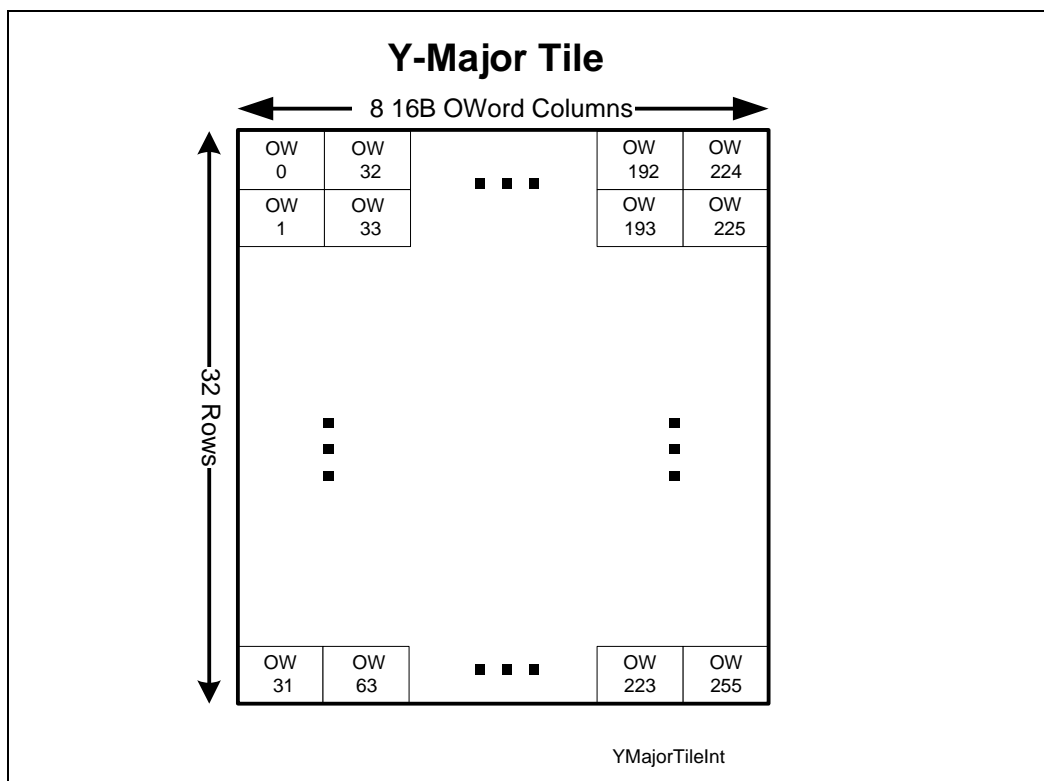 Y-Major Tile
8 16B OWord Columns
OW OW OW OW
0 32 192 224
OW OW OW OW
1 33 193 225
32 Rows
OW OW OW OW
31 63 223 255
YMajorTileInt